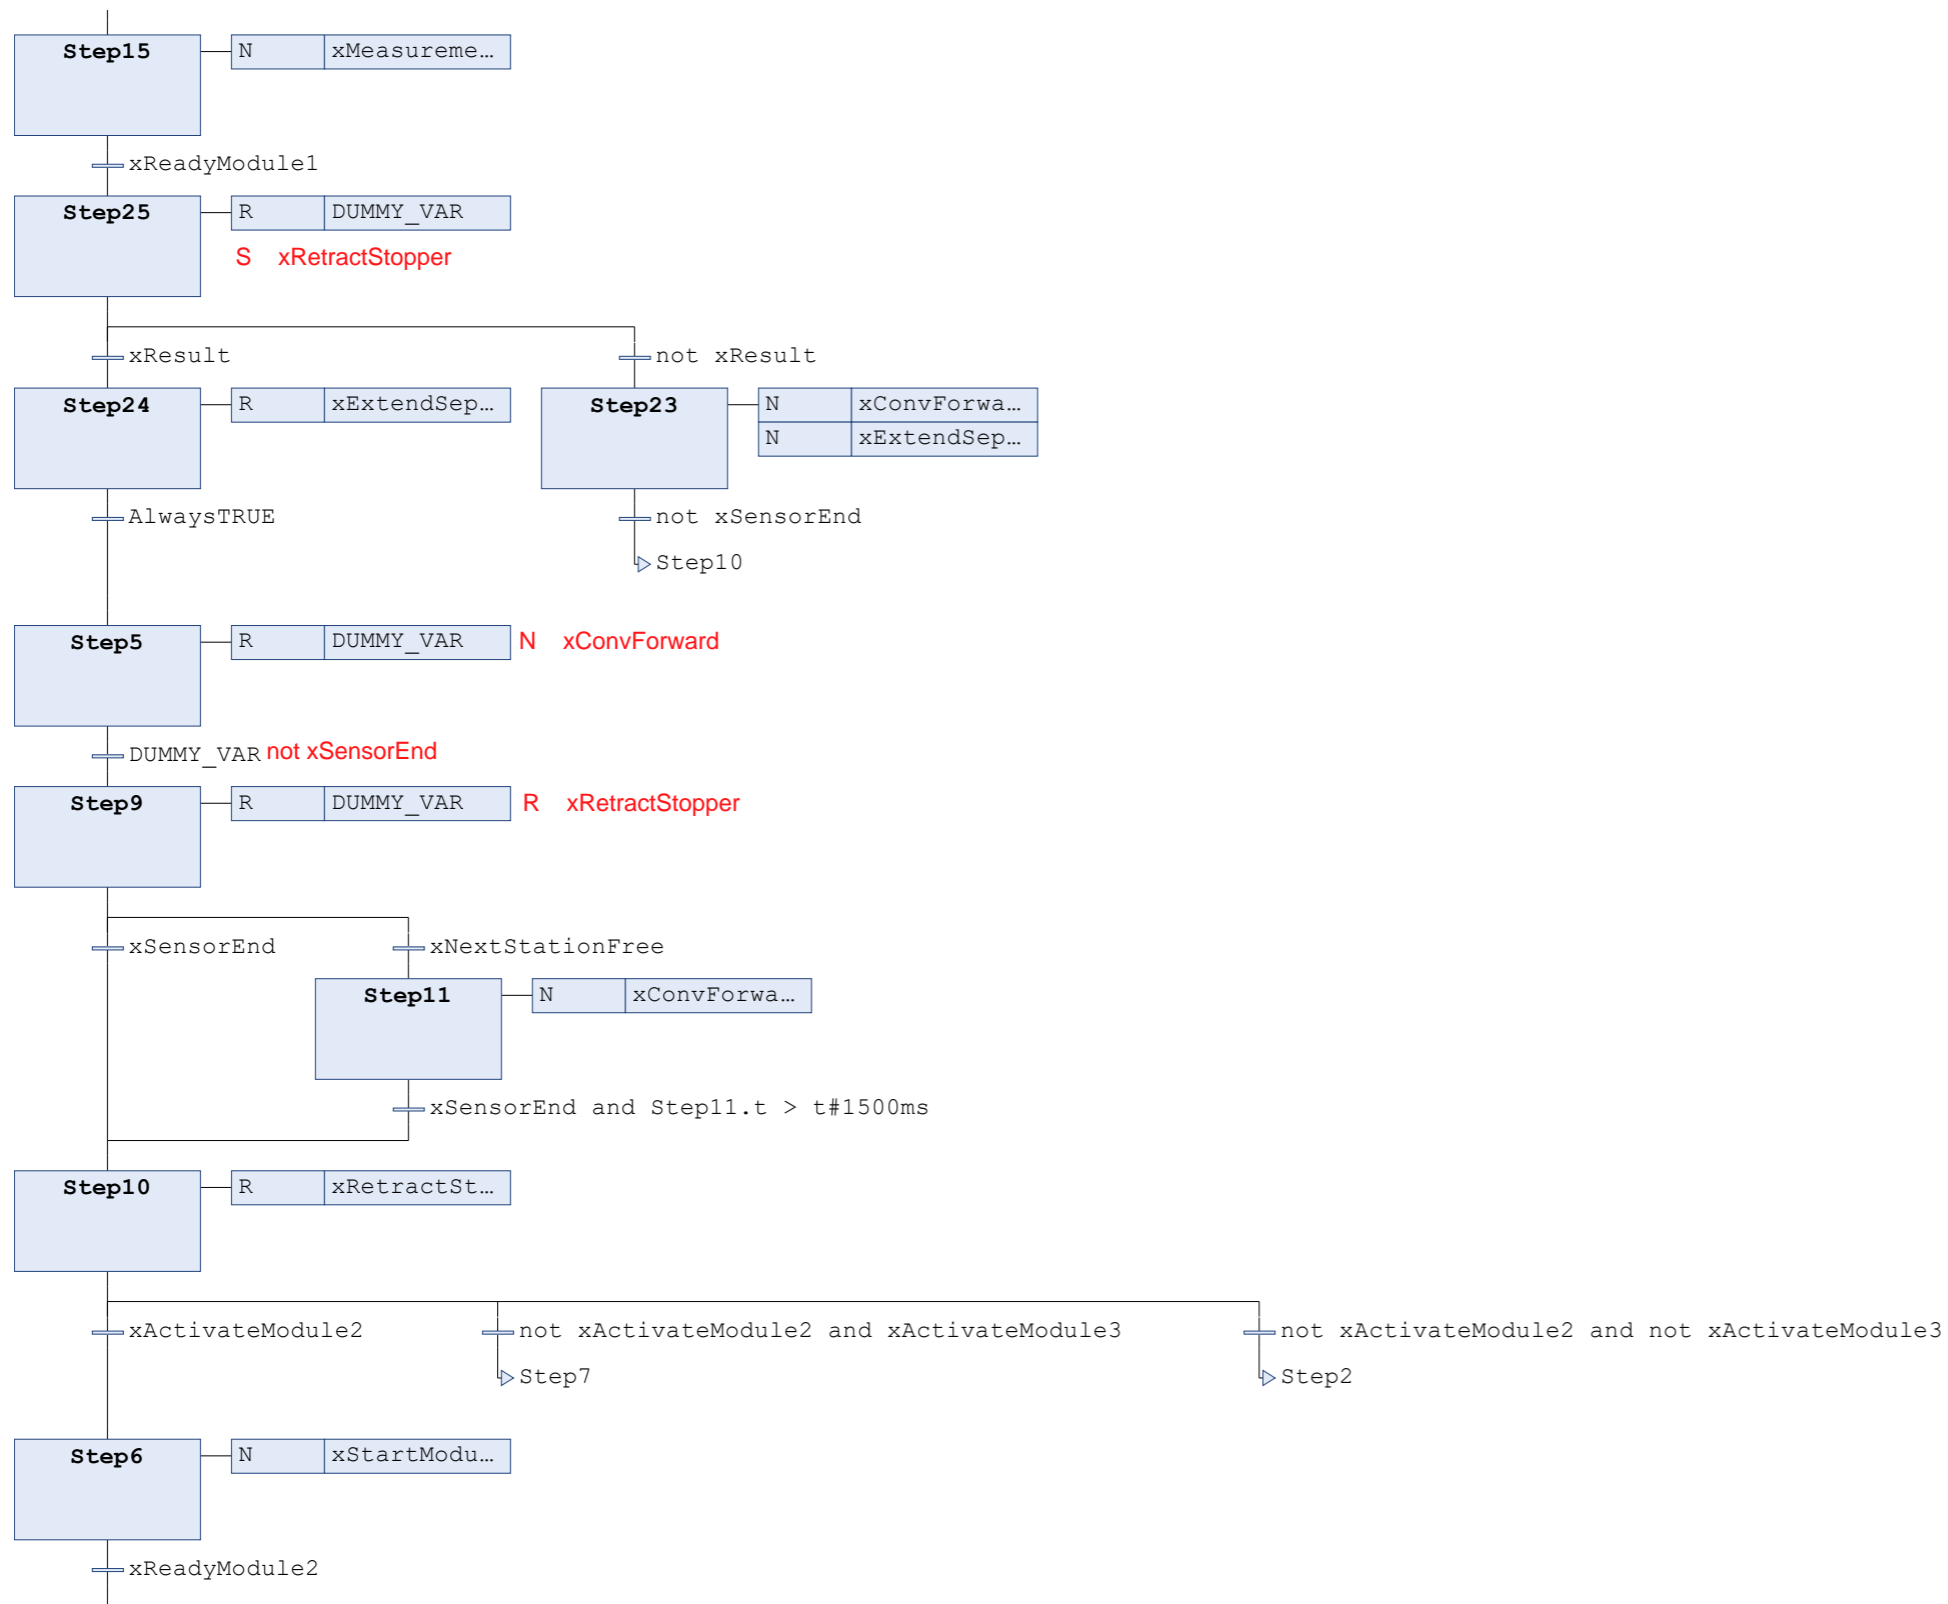 Step15 N xMeasureme…
xReadyModule1
Step25 R DUMMY_VAR
S xRetractStopper
xResult not xResult
Step24 R xExtendSep… Step23 N xConvForwa…
N xExtendSep…
AlwaysTRUE not xSensorEnd
Step10
Step5 R DUMMY_VAR N xConvForward
DUMMY_VAR not xSensorEnd
Step9 R DUMMY_VAR R xRetractStopper
xSensorEnd xNextStationFree
Step11 N xConvForwa…
xSensorEnd and Step11.t > t#1500ms
Step10 R xRetractSt…
xActivateModule2 not xActivateModule2 and xActivateModule3 not xActivateModule2 and not xActivateModule3
Step7 Step2
Step6 N xStartModu…
xReadyModule2